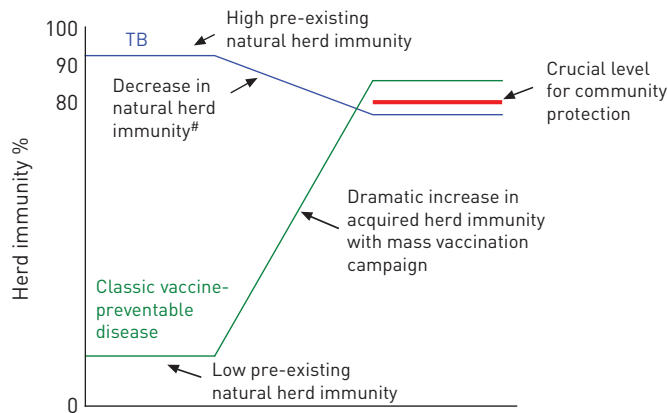 100
90
80
0
Herd immunity %
TB
High pre-existing
natural herd immunity
Decrease in
natural herd
immunity#
Crucial level
for community
protection
Dramatic increase in
acquired herd immunity
with mass vaccination
campaign
Classic vaccine-
preventable
disease
Low pre-existing
natural herd immunity